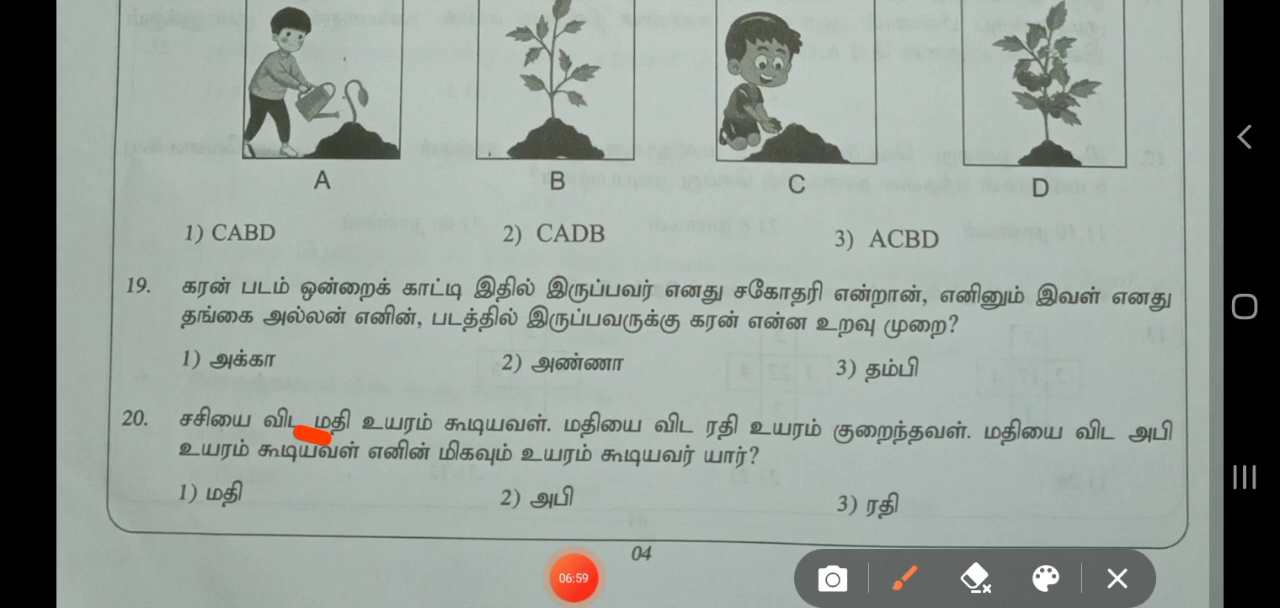 A B C D
1) CABD 2) CADB 3) ACBD
19. கரன் படம் ஒன்றைக் காட்டி இதில் இருப்பவர் எனது சகோதரி என்றான், எனினும் இவள் எனது
தங்கை அல்லன் எனின், படத்தில் இருப்பவருக்கு கரன் என்ன உறவு முறை?
1) அக்கா 2) அண்ணா 3) தம்பி
20. சசியை விட மதி உயரம் கூடியவள். மதியை விட ரதி உயரம் குறைந்தவள். மதியை விட அபி
உயரம் கூடியவள் எனின் மிகவும் உயரம் கூடியவர் யார்?
1) மதி 2) அபி 3) ரதி
04
06:59